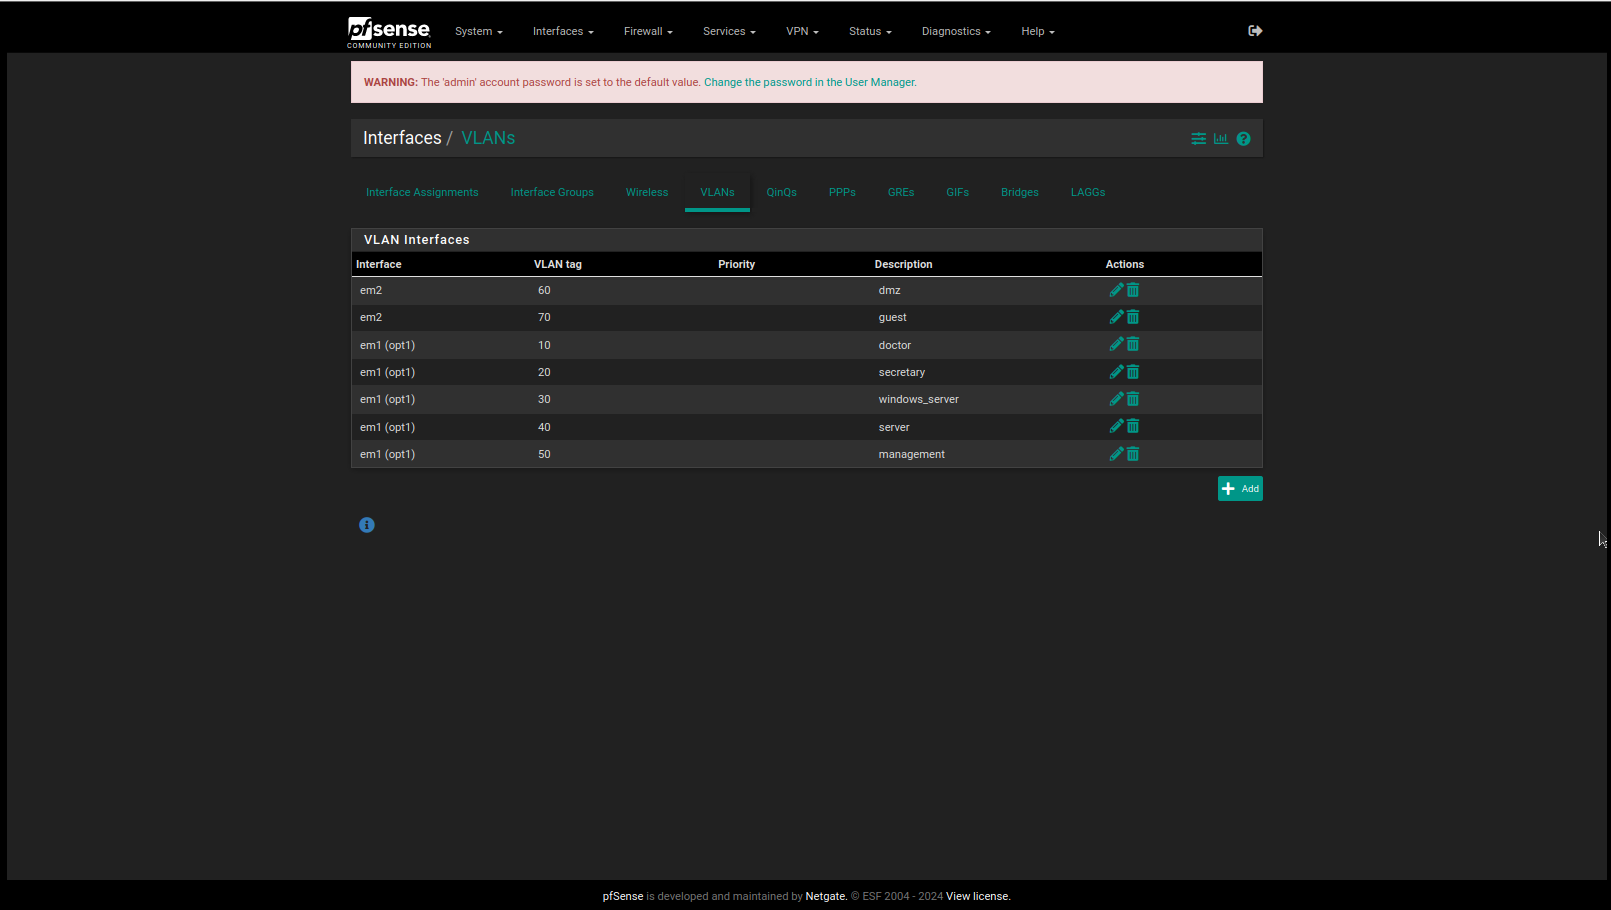 pfsense System Interfaces Firewall Services VPN Status Diagnostics Help
COMMUNITY EDITION
WARNING: The 'admin' account password is set to the default value. Change the password in the User Manager.
Interfaces / VLANs
Interface Assignments Interface Groups Wireless VLANs QinQs PPPs GREs GIFs Bridges LAGGs
VLAN Interfaces
Interface VLAN tag Priority Description Actions
em2 60 dmz
em2 70 guest
em1 (opt1) 10 doctor
em1 (opt1) 20 secretary
em1 (opt1) 30 windows_server
em1 (opt1) 40 server
em1 (opt1) 50 management
Add
pfSense is developed and maintained by Netgate. © ESF 2004 - 2024 View license.